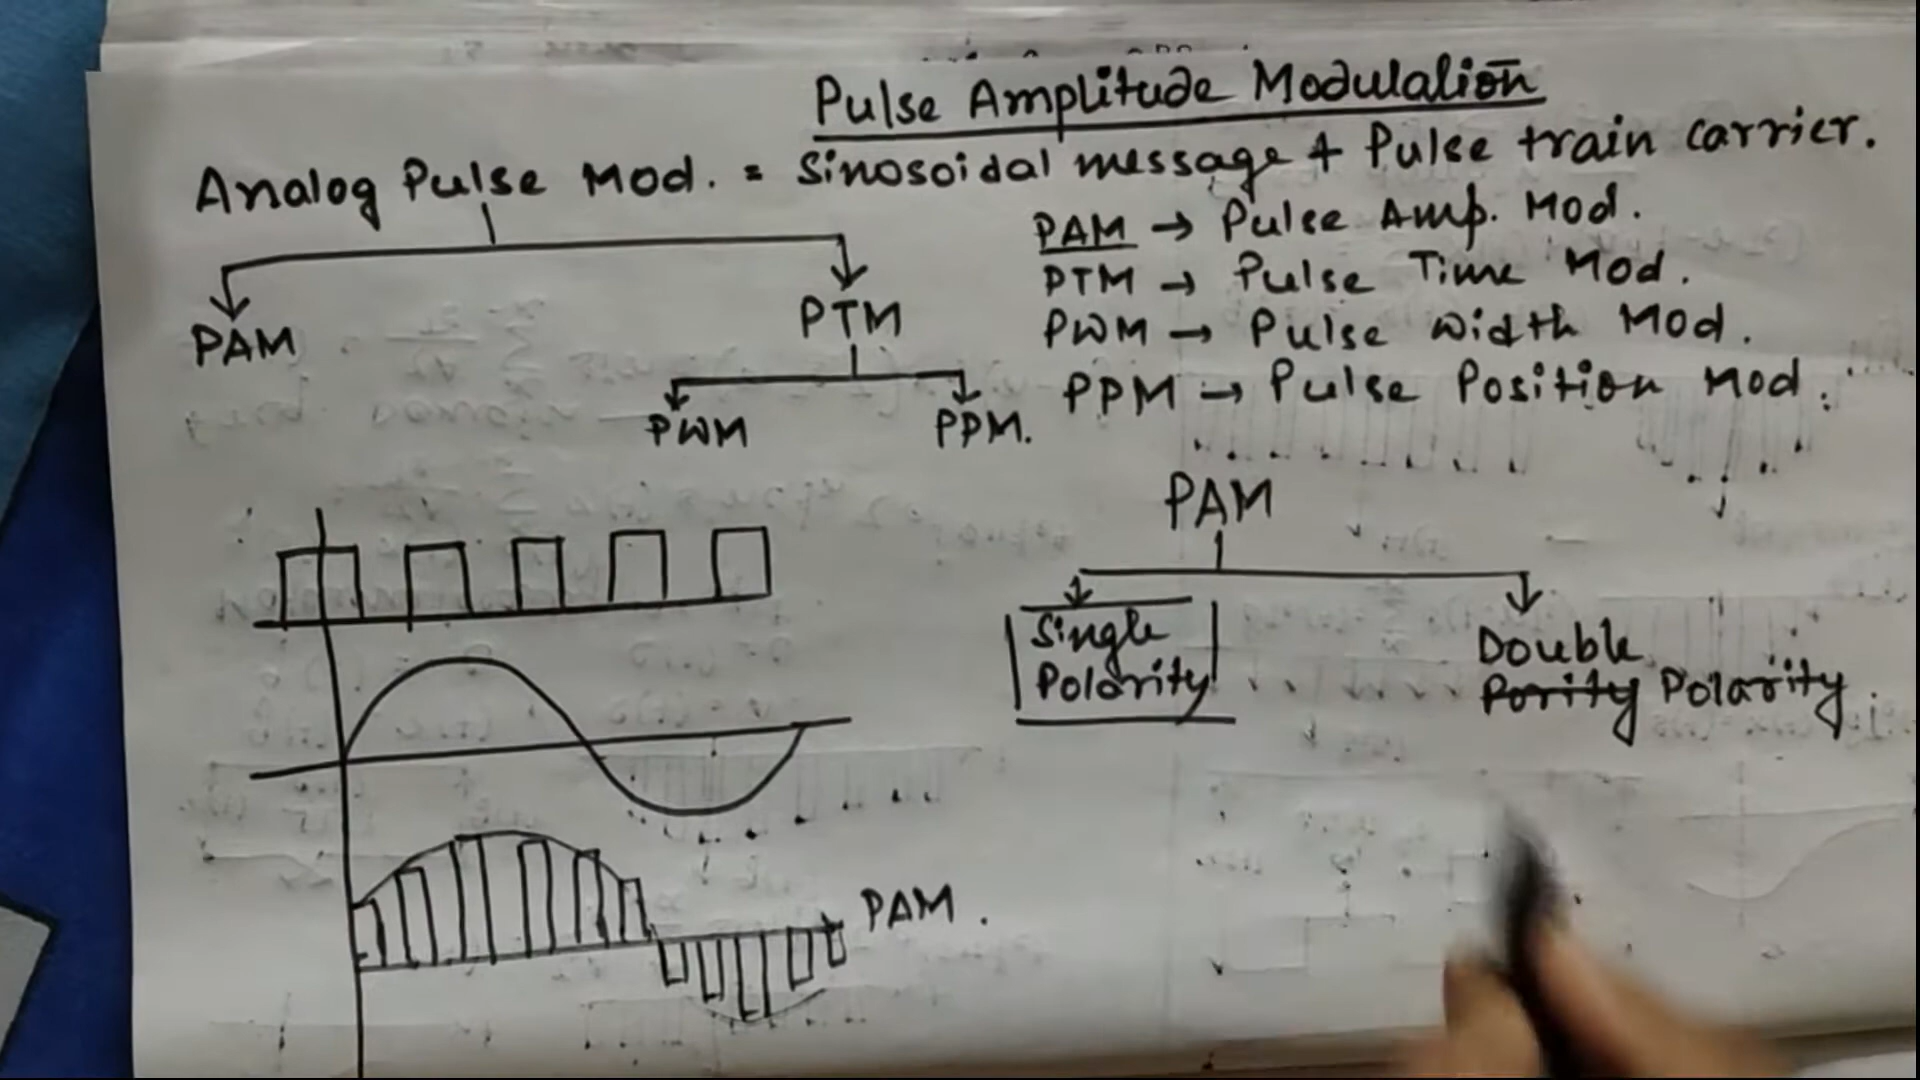 Pulse Amplitude Modulation
Analog Pulse Mod. = Sinosoidal message + Pulse train carrier.
PAM
PTM
PWM
PPM.
PAM → Pulse Amp. Mod.
PTM → Pulse Time Mod.
PWM → Pulse Width Mod.
PPM → Pulse Position Mod.
PAM
Single
Polarity
Double
Pority Polarity.
PAM.